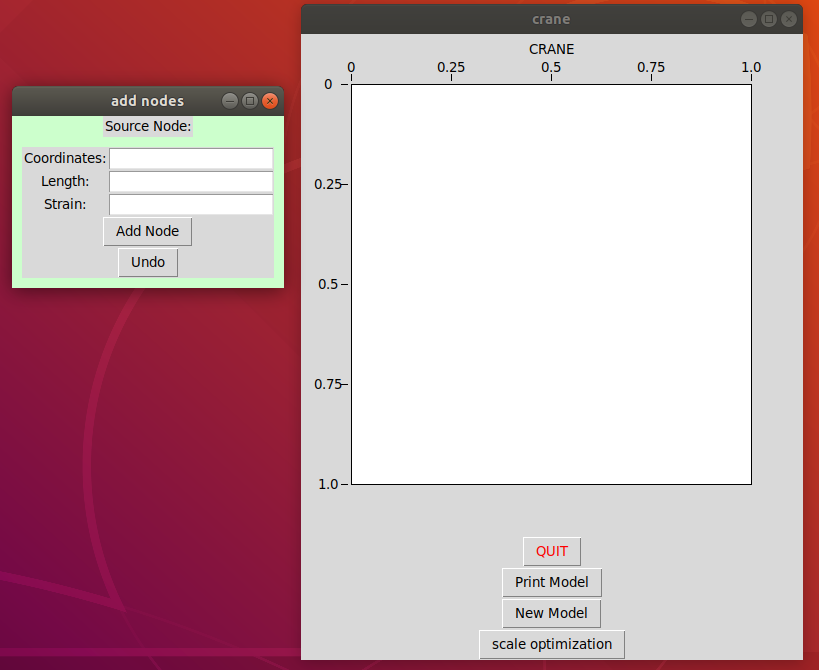 add nodes
Source Node:
Coordinates:
Length:
Strain:
Add Node
Undo
crane
CRANE
0 0.25 0.5 0.75 1.0
0
0.25
0.5
0.75
1.0
QUIT
Print Model
New Model
scale optimization